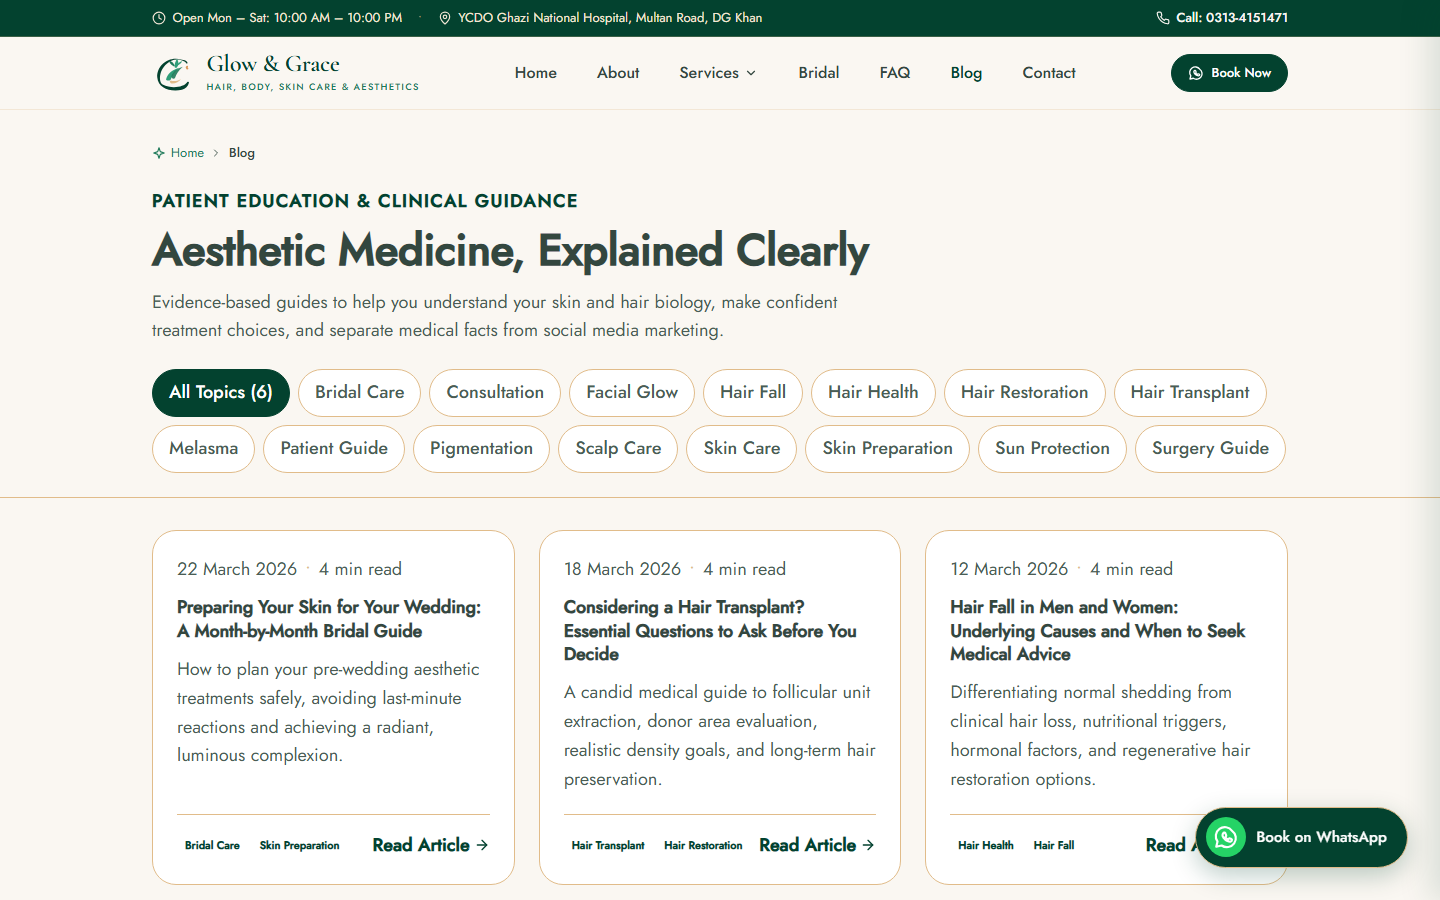 Open Mon – Sat: 10:00 AM – 10:00 PM · YCDO Ghazi National Hospital, Multan Road, DG Khan
Call: 0313-4151471
Glow & Grace
HAIR, BODY, SKIN CARE & AESTHETICS
Home About Services Bridal FAQ Blog Contact
Book Now
Home > Blog
PATIENT EDUCATION & CLINICAL GUIDANCE
Aesthetic Medicine, Explained Clearly
Evidence-based guides to help you understand your skin and hair biology, make confident
treatment choices, and separate medical facts from social media marketing.
All Topics (6) Bridal Care Consultation Facial Glow Hair Fall Hair Health Hair Restoration Hair Transplant
Melasma Patient Guide Pigmentation Scalp Care Skin Care Skin Preparation Sun Protection Surgery Guide
22 March 2026 · 4 min read
Preparing Your Skin for Your Wedding:
A Month-by-Month Bridal Guide
How to plan your pre-wedding aesthetic
treatments safely, avoiding last-minute
reactions and achieving a radiant,
luminous complexion.
Bridal Care Skin Preparation Read Article →
18 March 2026 · 4 min read
Considering a Hair Transplant?
Essential Questions to Ask Before You
Decide
A candid medical guide to follicular unit
extraction, donor area evaluation,
realistic density goals, and long-term hair
preservation.
Hair Transplant Hair Restoration Read Article →
12 March 2026 · 4 min read
Hair Fall in Men and Women:
Underlying Causes and When to Seek
Medical Advice
Differentiating normal shedding from
clinical hair loss, nutritional triggers,
hormonal factors, and regenerative hair
restoration options.
Hair Health Hair Fall Read
Book on WhatsApp